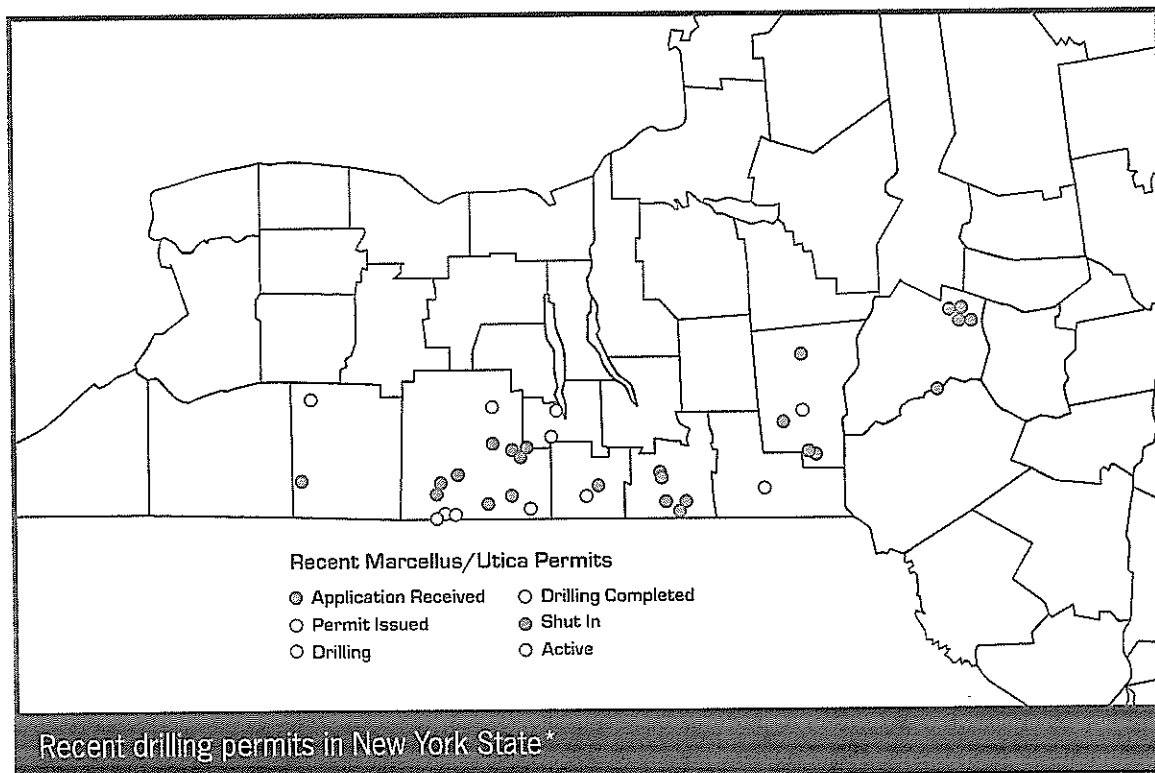 Recent Marcellus/Utica Permits
Application Received
Permit Issued
Drilling
Drilling Completed
Shut In
Active
Recent drilling permits in New York State*